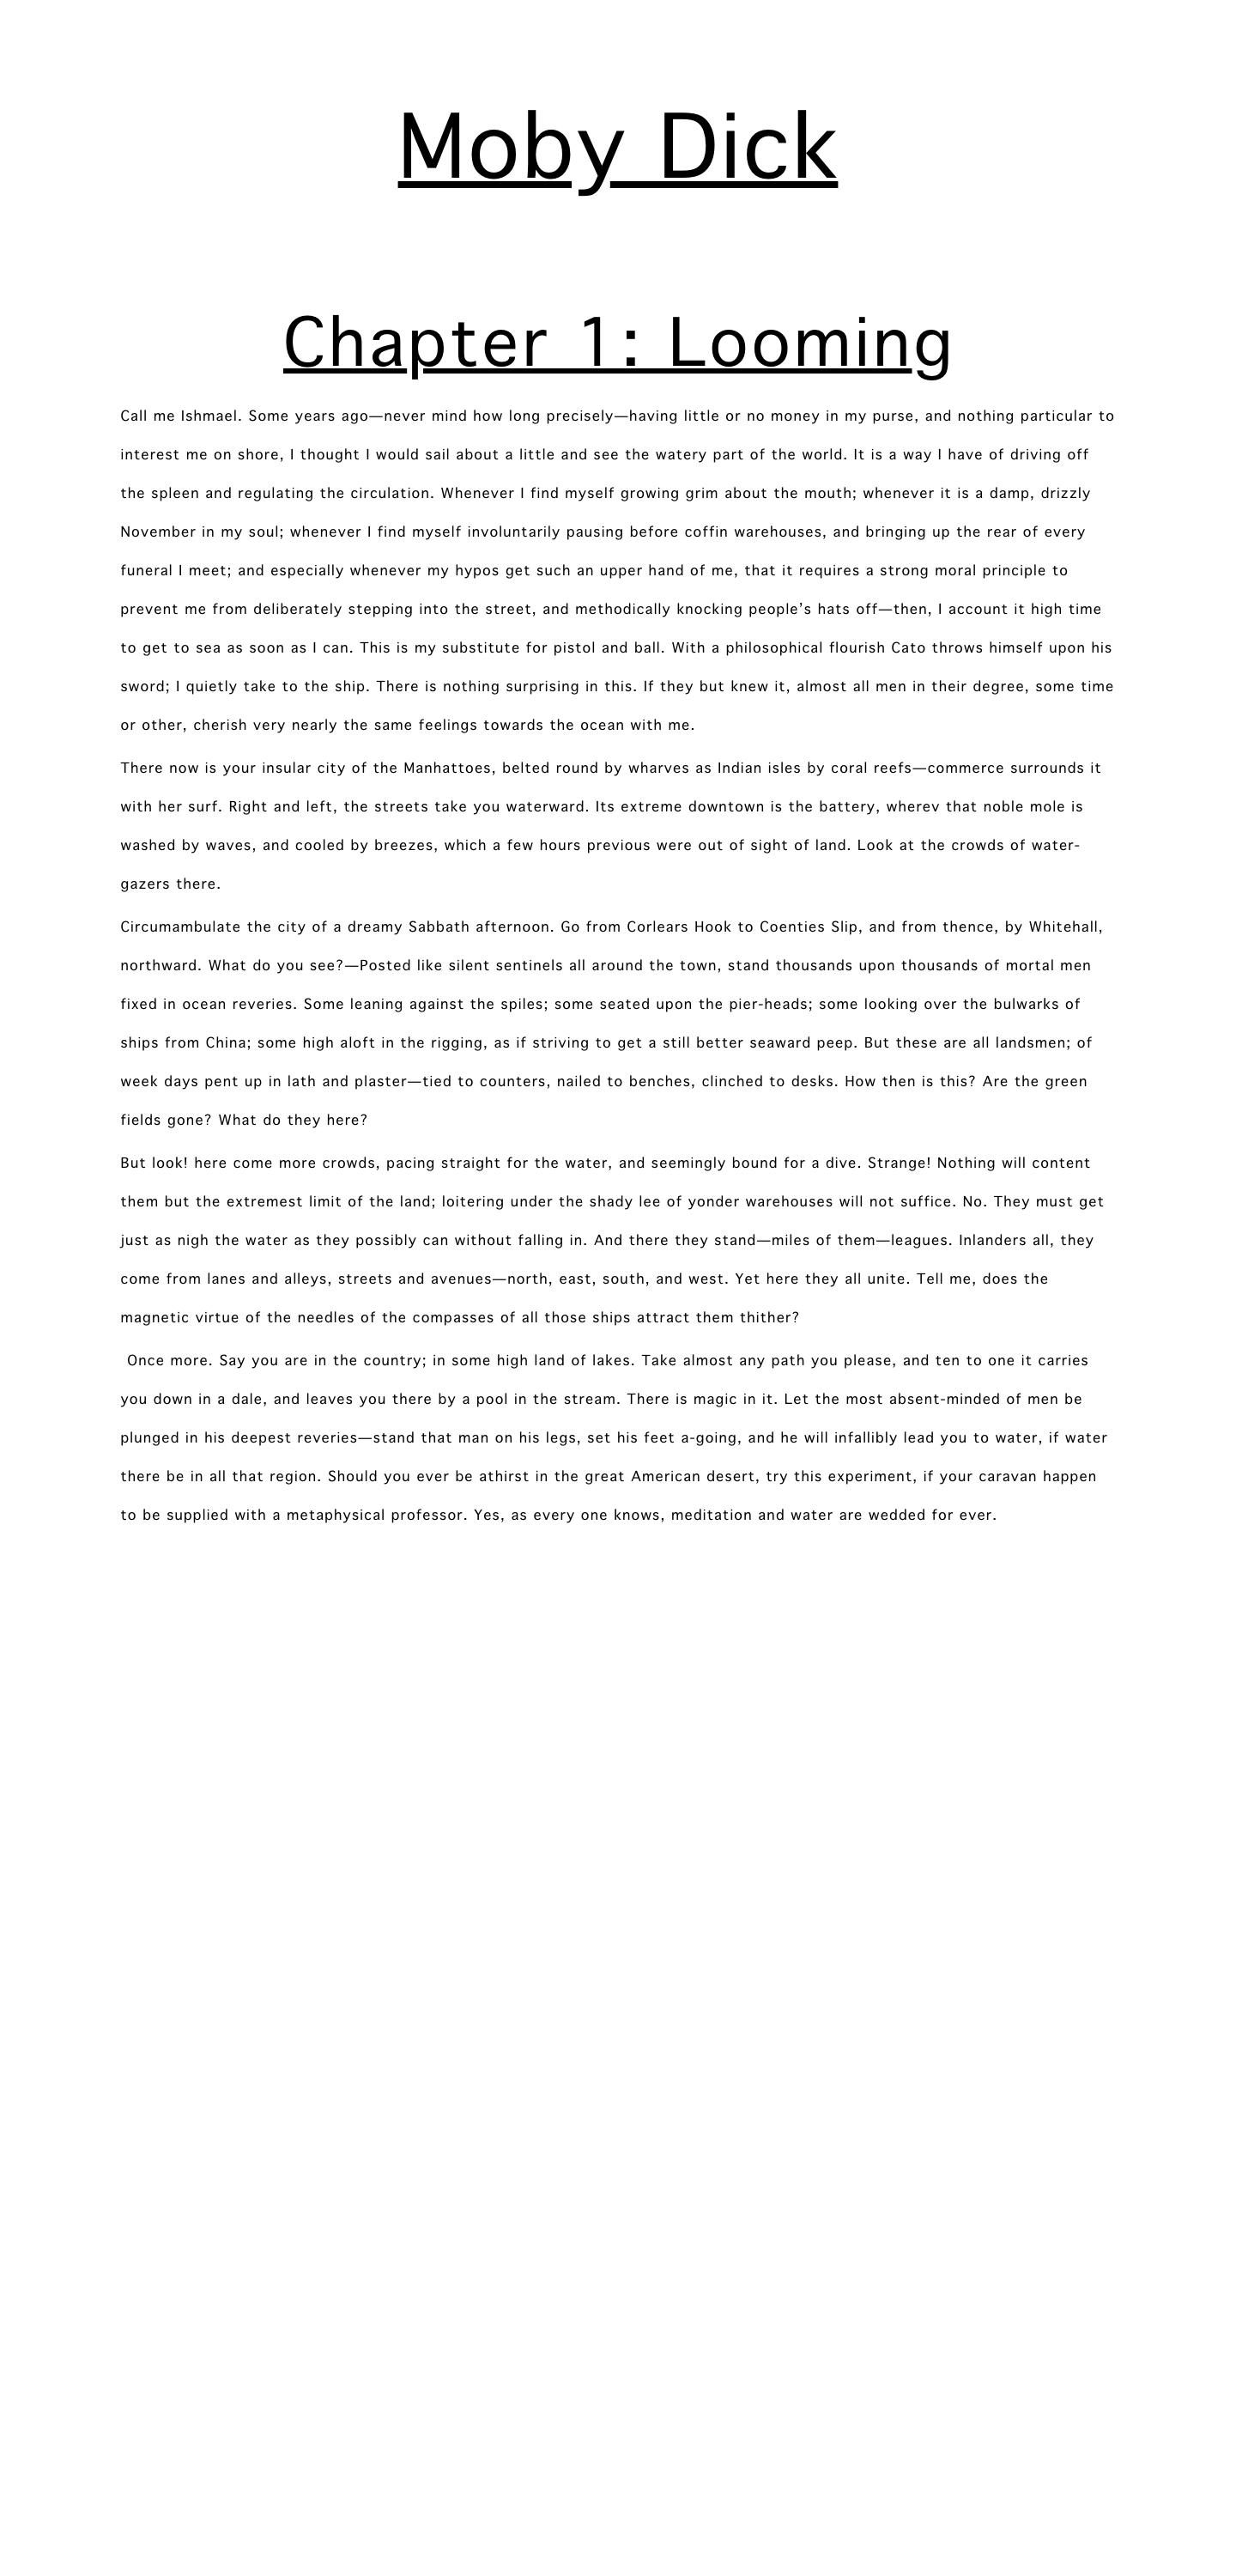 Moby Dick
Chapter 1: Looming
Call me Ishmael. Some years ago—never mind how long precisely—having little or no money in my purse, and nothing particular to
interest me on shore, I thought I would sail about a little and see the watery part of the world. It is a way I have of driving off
the spleen and regulating the circulation. Whenever I find myself growing grim about the mouth; whenever it is a damp, drizzly
November in my soul; whenever I find myself involuntarily pausing before coffin warehouses, and bringing up the rear of every
funeral I meet; and especially whenever my hypos get such an upper hand of me, that it requires a strong moral principle to
prevent me from deliberately stepping into the street, and methodically knocking people’s hats off—then, I account it high time
to get to sea as soon as I can. This is my substitute for pistol and ball. With a philosophical flourish Cato throws himself upon his
sword; I quietly take to the ship. There is nothing surprising in this. If they but knew it, almost all men in their degree, some time
or other, cherish very nearly the same feelings towards the ocean with me.
There now is your insular city of the Manhattoes, belted round by wharves as Indian isles by coral reefs—commerce surrounds it
with her surf. Right and left, the streets take you waterward. Its extreme downtown is the battery, wherev that noble mole is
washed by waves, and cooled by breezes, which a few hours previous were out of sight of land. Look at the crowds of water-
gazers there.
Circumambulate the city of a dreamy Sabbath afternoon. Go from Corlears Hook to Coenties Slip, and from thence, by Whitehall,
northward. What do you see?—Posted like silent sentinels all around the town, stand thousands upon thousands of mortal men
fixed in ocean reveries. Some leaning against the spiles; some seated upon the pier-heads; some looking over the bulwarks of
ships from China; some high aloft in the rigging, as if striving to get a still better seaward peep. But these are all landsmen; of
week days pent up in lath and plaster—tied to counters, nailed to benches, clinched to desks. How then is this? Are the green
fields gone? What do they here?
But look! here come more crowds, pacing straight for the water, and seemingly bound for a dive. Strange! Nothing will content
them but the extremest limit of the land; loitering under the shady lee of yonder warehouses will not suffice. No. They must get
just as nigh the water as they possibly can without falling in. And there they stand—miles of them—leagues. Inlanders all, they
come from lanes and alleys, streets and avenues—north, east, south, and west. Yet here they all unite. Tell me, does the
magnetic virtue of the needles of the compasses of all those ships attract them thither?
Once more. Say you are in the country; in some high land of lakes. Take almost any path you please, and ten to one it carries
you down in a dale, and leaves you there by a pool in the stream. There is magic in it. Let the most absent-minded of men be
plunged in his deepest reveries—stand that man on his legs, set his feet a-going, and he will infallibly lead you to water, if water
there be in all that region. Should you ever be athirst in the great American desert, try this experiment, if your caravan happen
to be supplied with a metaphysical professor. Yes, as every one knows, meditation and water are wedded for ever.